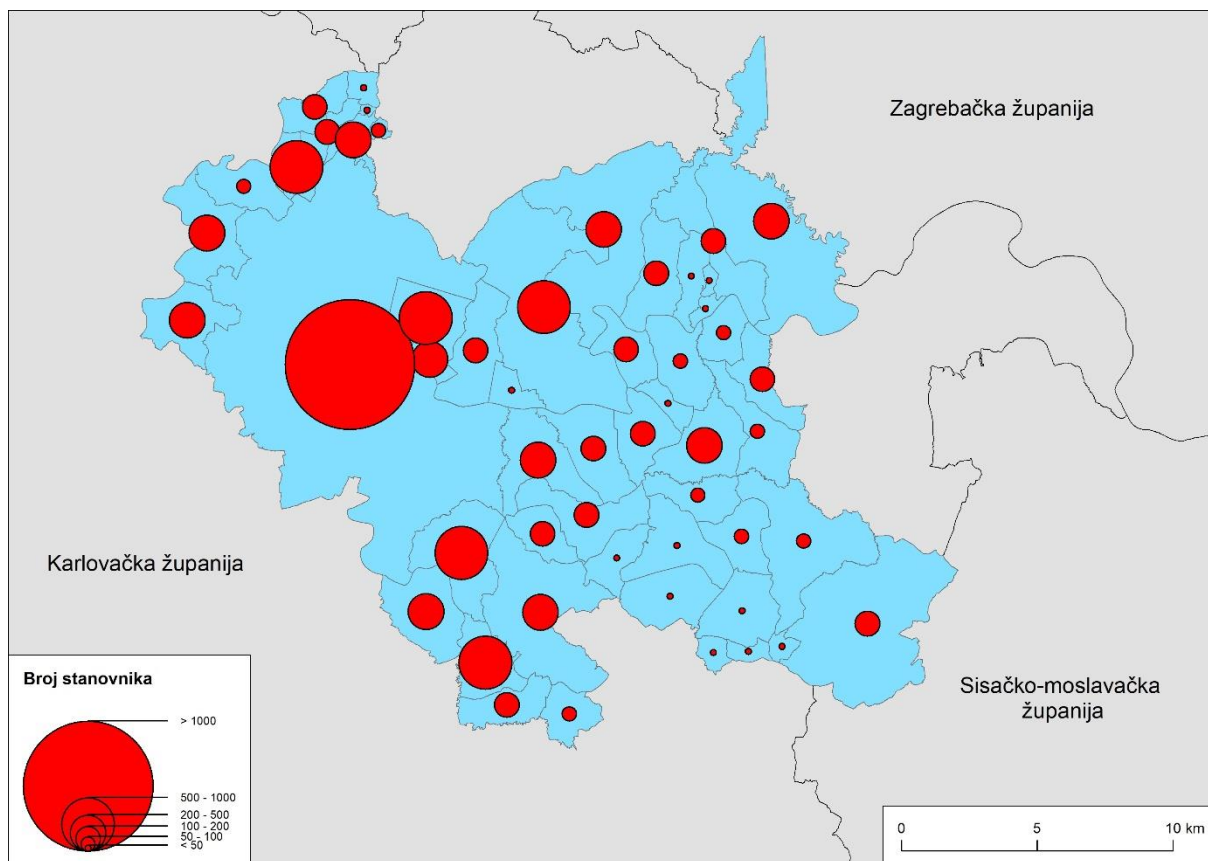 Zagrebačka županija
Karlovačka županija
Sisačko-moslavačka
županija
Broj stanovnika
> 1000
500 - 1000
200 - 500
100 - 200
50 - 100
< 50
0 5 10 km